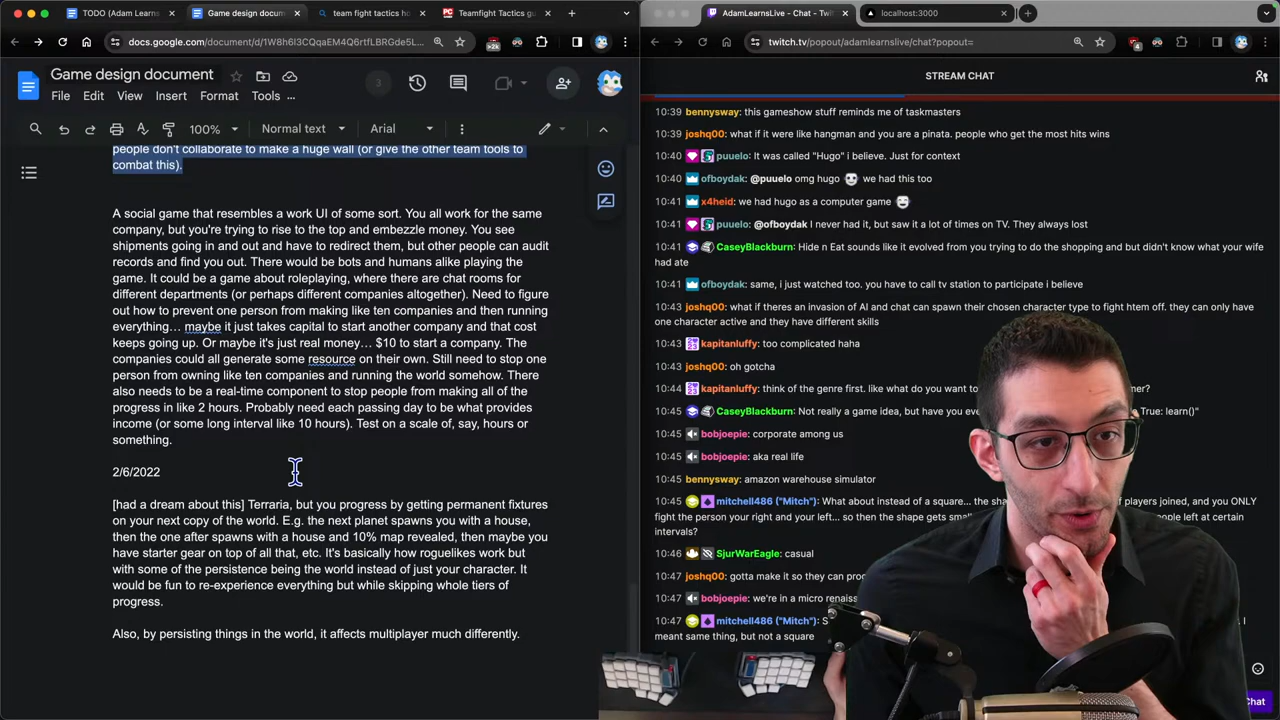 TODO (Adam Learns
Game design docum
team fight tactics ho
Teamfight Tactics gu
AdamLearnsLive - Chat - Twi
localhost:3000
docs.google.com/document/d/1W8h6I3CQqaEM4Q6rtfLBRGde5L...
twitch.tv/popout/adamlearnslive/chat?popout=
Game design document
File Edit View Insert Format Tools ...
3
STREAM CHAT
100% Normal text Arial
people don't collaborate to make a huge wall (or give the other team tools to
combat this).
A social game that resembles a work UI of some sort. You all work for the same
company, but you're trying to rise to the top and embezzle money. You see
shipments going in and out and have to redirect them, but other people can audit
records and find you out. There would be bots and humans alike playing the
game. It could be a game about roleplaying, where there are chat rooms for
different departments (or perhaps different companies altogether). Need to figure
out how to prevent one person from making like ten companies and then running
everything… maybe it just takes capital to start another company and that cost
keeps going up. Or maybe it's just real money… $10 to start a company. The
companies could all generate some resource on their own. Still need to stop one
person from owning like ten companies and running the world somehow. There
also needs to be a real-time component to stop people from making all of the
progress in like 2 hours. Probably need each passing day to be what provides
income (or some long interval like 10 hours). Test on a scale of, say, hours or
something.
2/6/2022
[had a dream about this] Terraria, but you progress by getting permanent fixtures
on your next copy of the world. E.g. the next planet spawns you with a house,
then the one after spawns with a house and 10% map revealed, then maybe you
have starter gear on top of all that, etc. It's basically how roguelikes work but
with some of the persistence being the world instead of just your character. It
would be fun to re-experience everything but while skipping whole tiers of
progress.
Also, by persisting things in the world, it affects multiplayer much differently.
10:39 bennysway: this gameshow stuff reminds me of taskmasters
10:39 joshq00: what if it were like hangman and you are a pinata. people who get the most hits
wins
10:40 puuelo: It was called "Hugo" i believe. Just for context
10:40 ofboydak: @puuelo omg hugo we had this too
10:41 x4heid: we had hugo as a computer game
10:41 puuelo: @ofboydak I never had it, but saw it a lot of times on TV. They always lost
10:41 CaseyBlackburn: Hide n Eat sounds like it evolved from you trying to do the shopping and but didn't know what your wife
had ate
10:42 ofboydak: same, i just watched too. you have to call tv station to participate i believe
10:43 joshq00: what if theres an invasion of AI and chat can spawn their chosen character type to fight htem off. they can only have
one character active and they have different skills
10:43 kapitanluffy: too complicated haha
10:43 joshq00: oh gotcha
10:44 kapitanluffy: think of the genre first. like what do you want to
mer?
10:45 CaseyBlackburn: Not really a game idea, but have you eve
True: learn()"
10:45 bobjoepie: corporate among us
10:45 bobjoepie: aka real life
10:45 bennysway: amazon warehouse simulator
10:45 mitchell486 ("Mitch"): What about instead of a square... the sha
of players joined, and you ONLY
fight the person your right and your left... so then the shape gets sma
people left at certain
intervals?
10:46 SjurWarEagle: casual
10:46 joshq00: gotta make it so they can pro
10:47 bobjoepie: we're in a micro renaiss
10:47 mitchell486 ("Mitch"): S
I
meant same thing, but not a square
Chat